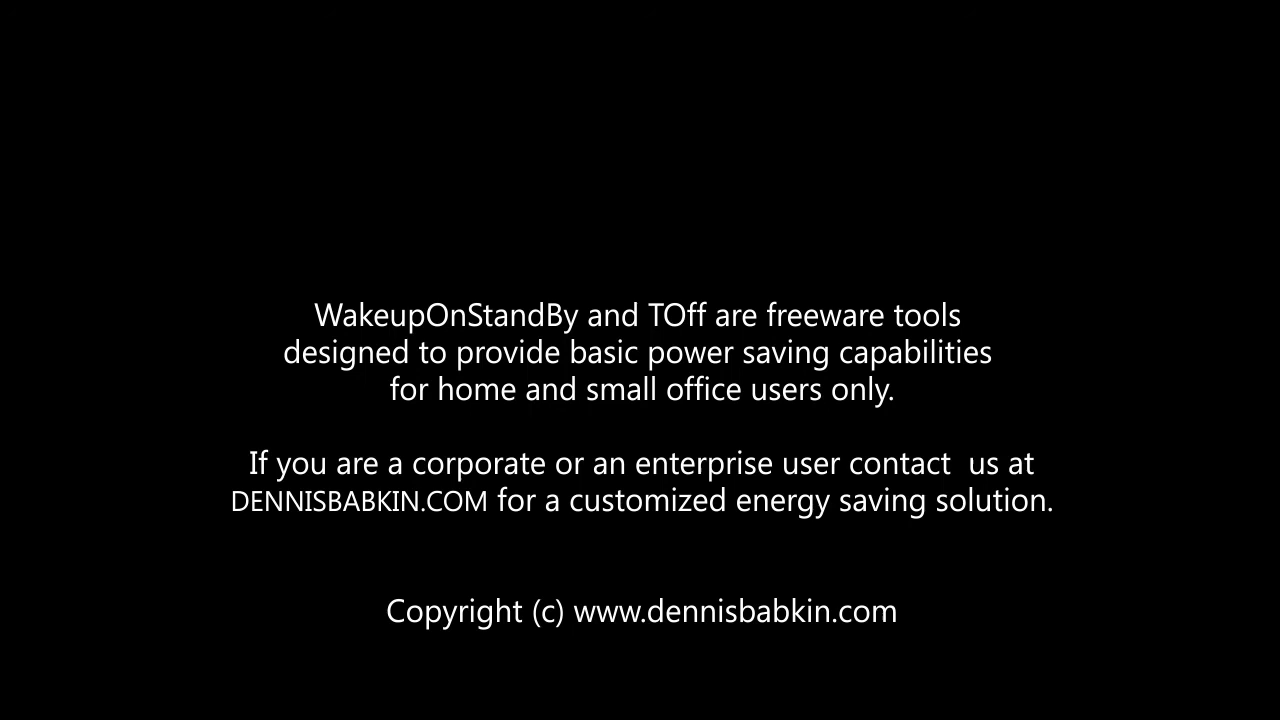 WakeupOnStandBy and TOff are freeware tools
designed to provide basic power saving capabilities
for home and small office users only.
If you are a corporate or an enterprise user contact  us at
DENNISBABKIN.COM for a customized energy saving solution.
Copyright (c) www.dennisbabkin.com